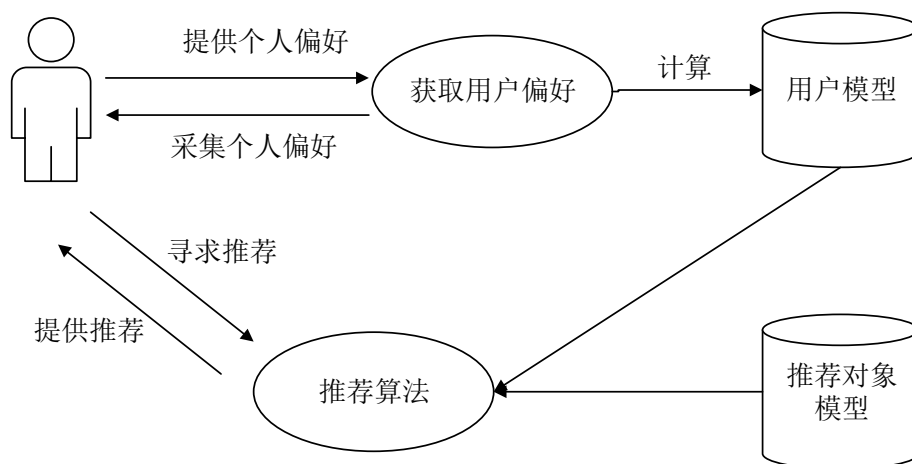 提供个人偏好
获取用户偏好
计算
用户模型
采集个人偏好
寻求推荐
提供推荐
推荐算法
推荐对象
模型